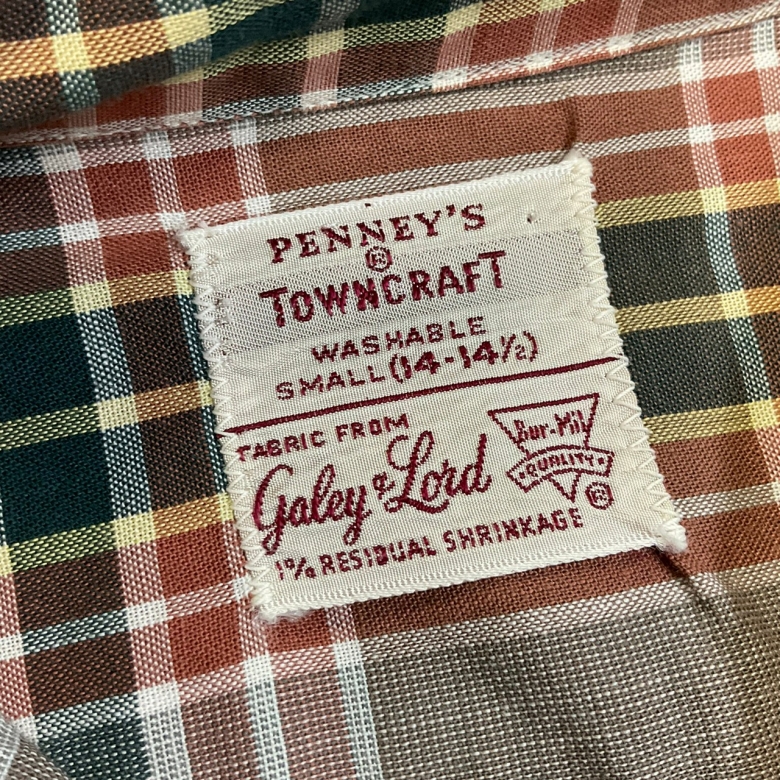 PENNEY'S
®
TOWNCRAFT
WASHABLE
SMALL (14-14½)
FABRIC FROM
Galey & Lord
Bur-Mil
QUALITY
®
1% RESIDUAL SHRINKAGE